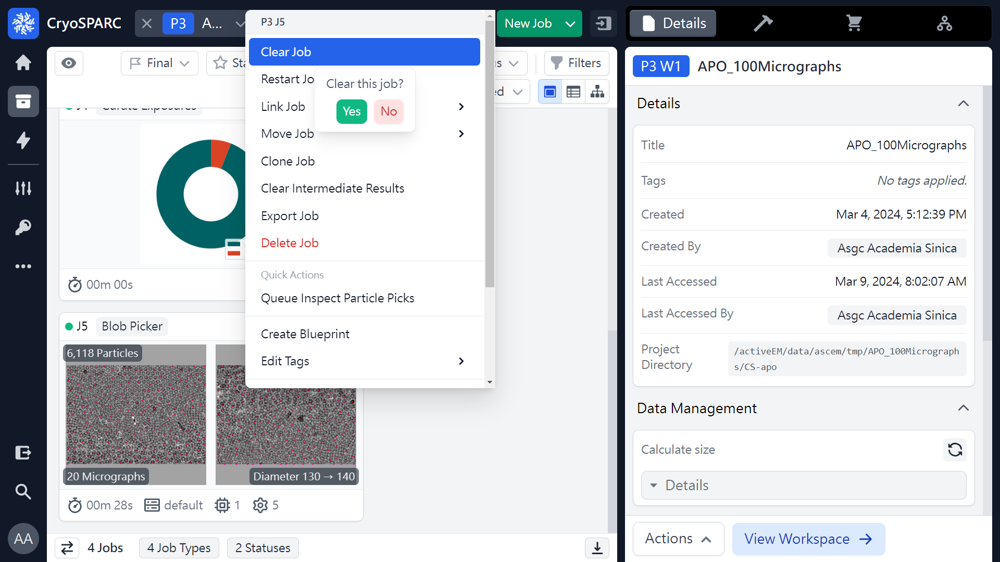 CryoSPARC
P3 A...
P3 J5
New Job
Details
Final
Filters
Clear Job
Restart Jo
Clear this job?
Yes
No
Link Job
Move Job
Clone Job
Clear Intermediate Results
Export Job
Delete Job
Quick Actions
Queue Inspect Particle Picks
Create Blueprint
Edit Tags
Curate Exposures
00m 00s
J5
Blob Picker
6,118 Particles
20 Micrographs
Diameter 130 → 140
00m 28s
default
1
5
4 Jobs
4 Job Types
2 Statuses
AA
P3 W1
APO_100Micrographs
Details
Title
APO_100Micrographs
Tags
No tags applied.
Created
Mar 4, 2024, 5:12:39 PM
Created By
Asgc Academia Sinica
Last Accessed
Mar 9, 2024, 8:02:07 AM
Last Accessed By
Asgc Academia Sinica
Project
Directory
/activeEM/data/ascem/tmp/APO_100Micrograph
s/CS-apo
Data Management
Calculate size
Details
Actions
View Workspace